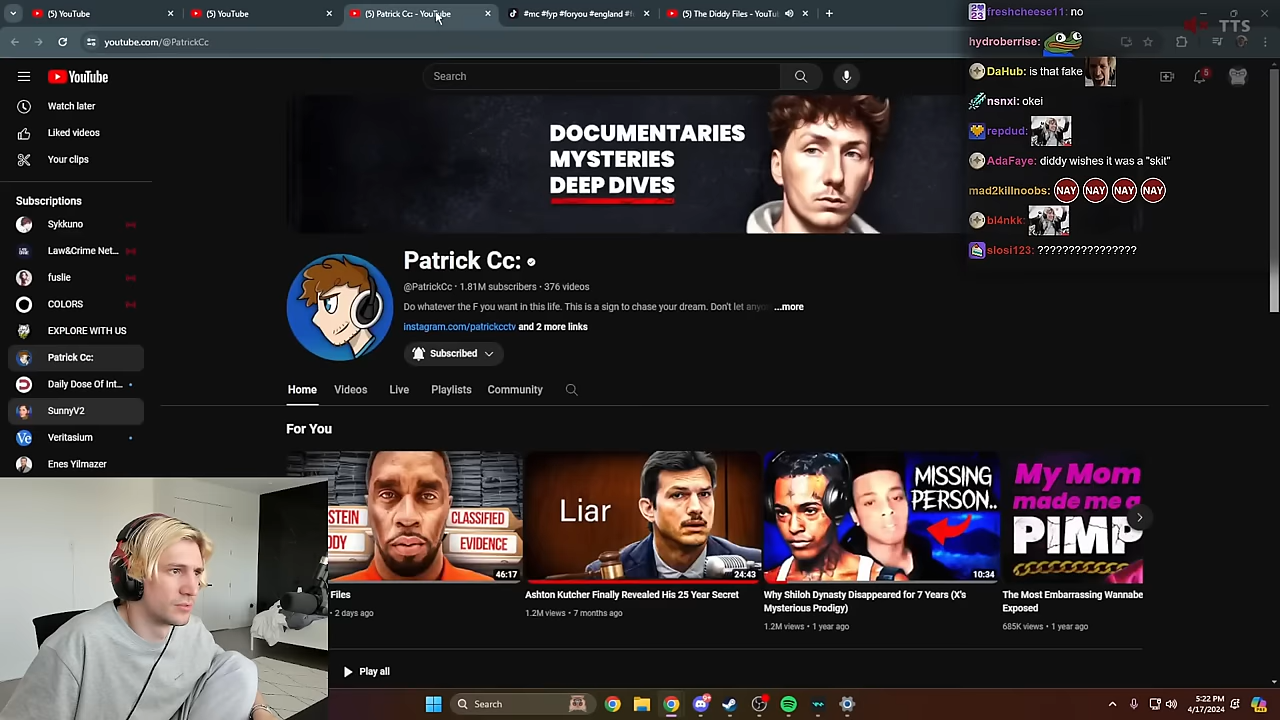 (5) YouTube
(5) YouTube
(5) Patrick Cc: - YouTube
#mc #fyp #foryou #england #
(5) The Diddy Files - YouTu
youtube.com/@PatrickCc
TTS
freshcheese11: no
hydroberrise:
DaHub: is that fake
nsnxi: okei
repdud:
AdaFaye: diddy wishes it was a "skit"
mad2killnoobs: NAY NAY NAY NAY
bl4nkk:
slosi123: ????????????????
YouTube
Search
5
Watch later
Liked videos
Your clips
Subscriptions
Sykkuno
Law&Crime Net...
fuslie
COLORS
EXPLORE WITH US
Patrick Cc:
Daily Dose Of Int...
SunnyV2
Veritasium
Enes Yilmazer
DOCUMENTARIES
MYSTERIES
DEEP DIVES
Patrick Cc:
@PatrickCc · 1.81M subscribers · 376 videos
Do whatever the F you want in this life. This is a sign to chase your dream. Don't let ...more
instagram.com/patrickcctv and 2 more links
Subscribed
Home Videos Live Playlists Community
For You
STEIN
CLASSIFIED
DDY
EVIDENCE
46:17
Files
2 days ago
Liar
24:43
Ashton Kutcher Finally Revealed His 25 Year Secret
1.2M views · 7 months ago
MISSING
PERSON..
10:34
Why Shiloh Dynasty Disappeared for 7 Years (X's
Mysterious Prodigy)
1.2M views · 1 year ago
My Mom
made me a
PIMP
The Most Embarrassing Wannabe
Exposed
685K views · 1 year ago
Play all
Search
5:22 PM
4/17/2024